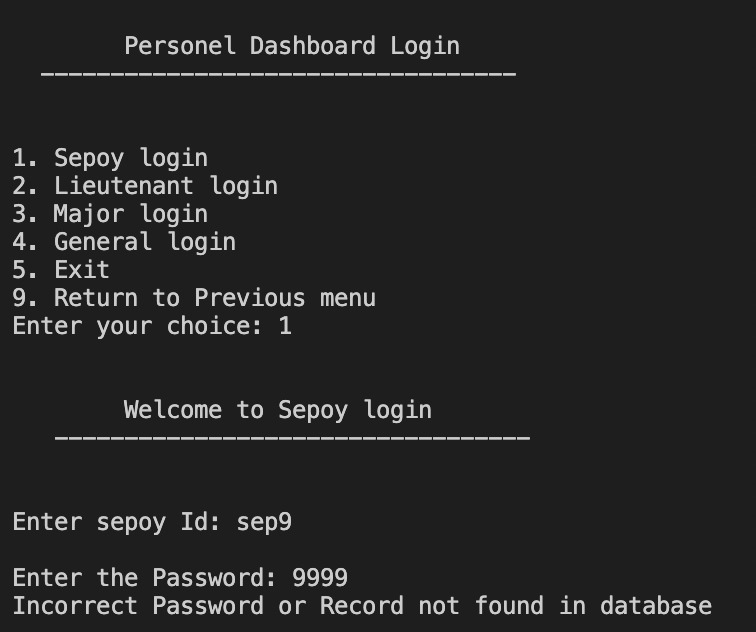 Personel Dashboard Login
----------------------------------
1. Sepoy login
2. Lieutenant login
3. Major login
4. General login
5. Exit
9. Return to Previous menu
Enter your choice: 1
Welcome to Sepoy login
----------------------------------
Enter sepoy Id: sep9
Enter the Password: 9999
Incorrect Password or Record not found in database